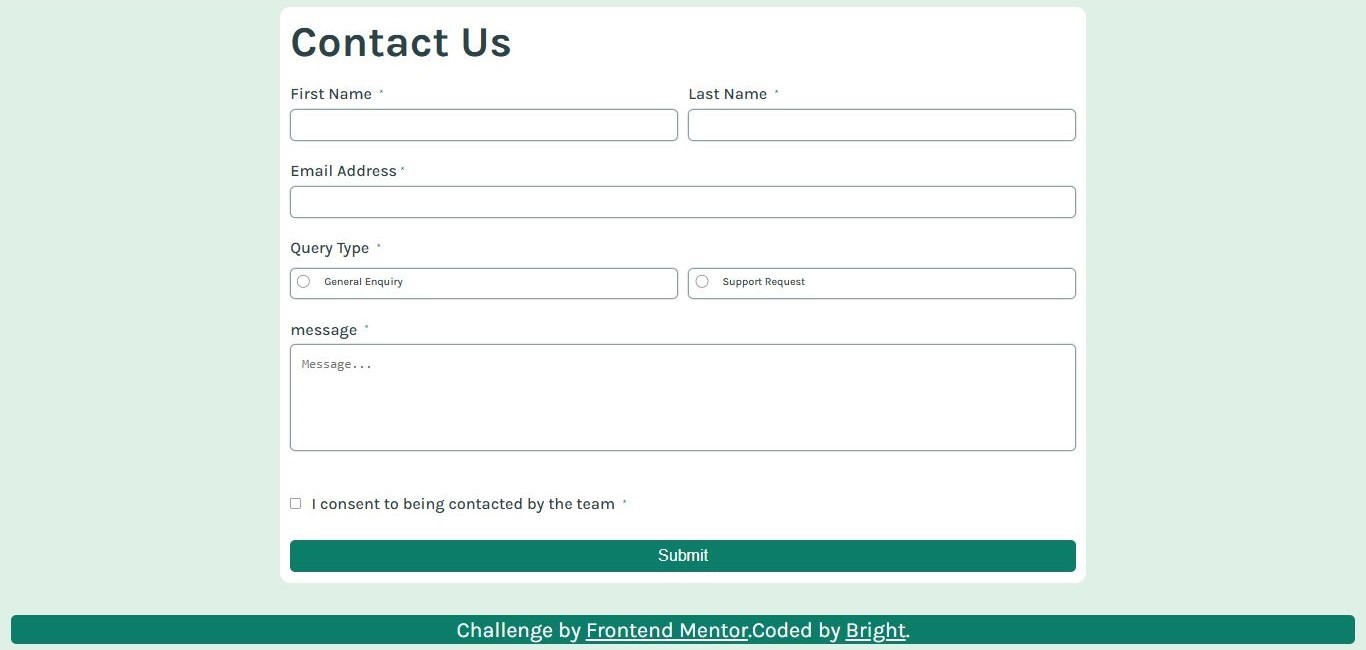 Contact Us
First Name *
Last Name *
Email Address *
Query Type *
General Enquiry
Support Request
message *
Message...
I consent to being contacted by the team *
Submit
Challenge by Frontend Mentor.Coded by Bright.